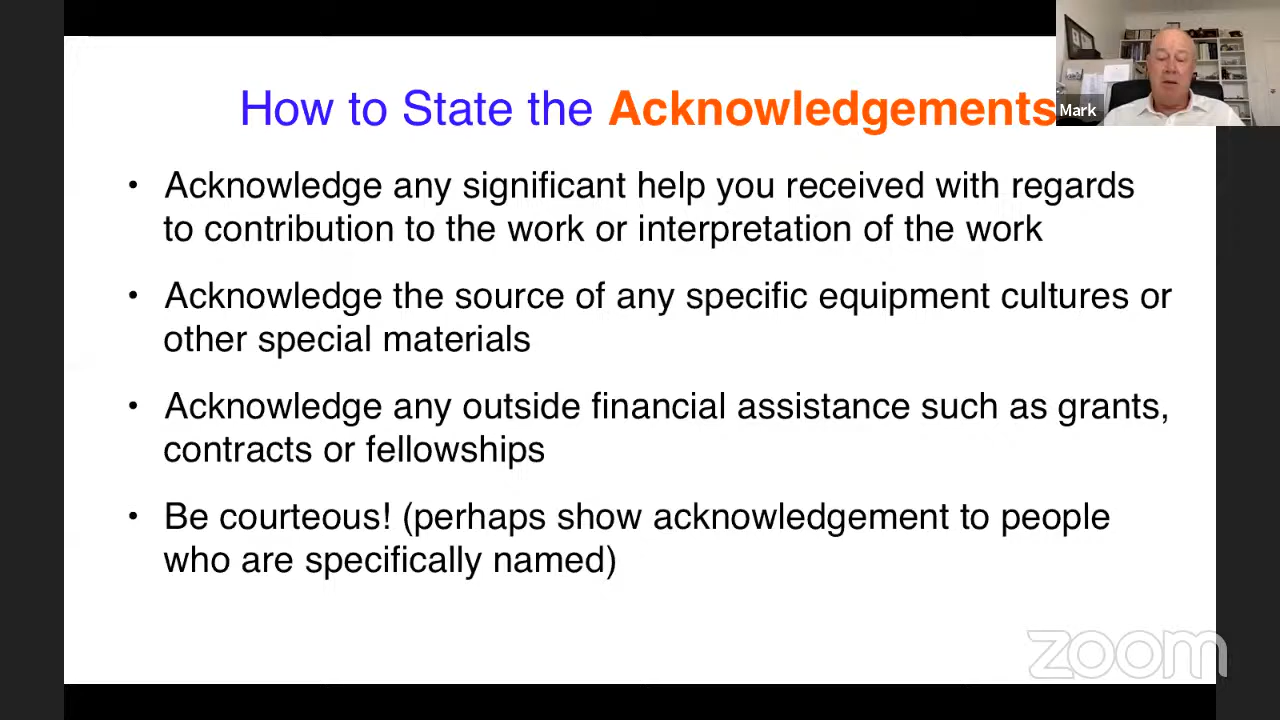 How to State the Acknowledgements
Mark
• Acknowledge any significant help you received with regards
to contribution to the work or interpretation of the work
• Acknowledge the source of any specific equipment cultures or
other special materials
• Acknowledge any outside financial assistance such as grants,
contracts or fellowships
• Be courteous! (perhaps show acknowledgement to people
who are specifically named)
zoom